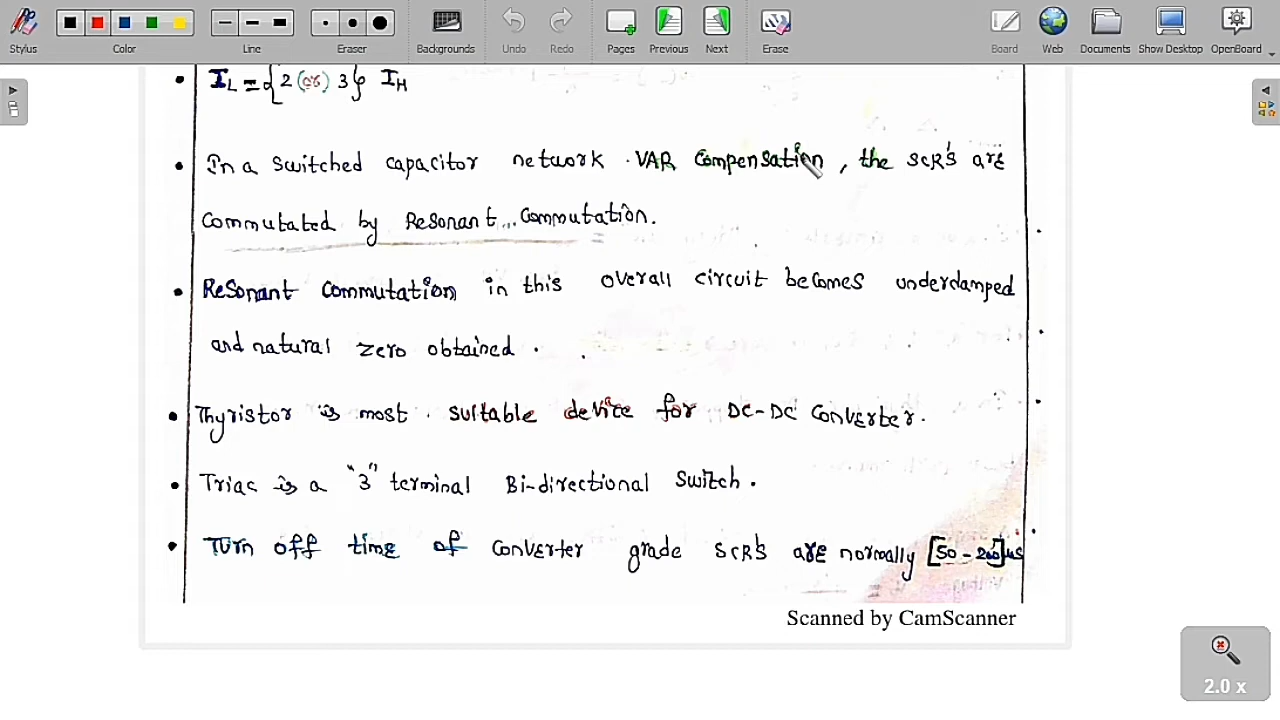 Stylus Color Line Eraser Backgrounds Undo Redo Pages Previous Next Erase Board Web Documents Show Desktop OpenBoard
• IL = {2 (or) 3} IH
• In a switched capacitor network VAR Compensation, the SCR's are
Commutated by Resonant Commutation.
• Resonant Commutation in this overall circuit becomes underdamped
and natural zero obtained.
• Thyristor is most suitable device for DC-DC Converter.
• Triac is a "3" terminal Bi-directional Switch.
• Turn off time of Converter grade SCR's are normally [50 - 200] us
Scanned by CamScanner
2.0 x